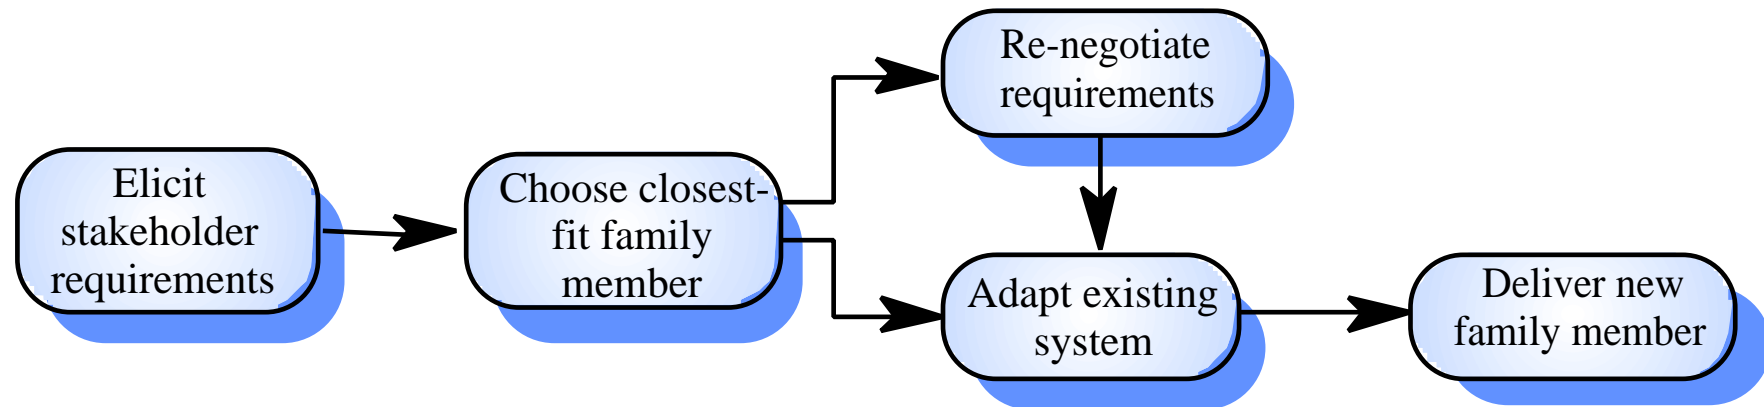 Elicit
stakeholder
requirements
Choose closest-
fit family
member
Re-negotiate
requirements
Adapt existing
system
Deliver new
family member